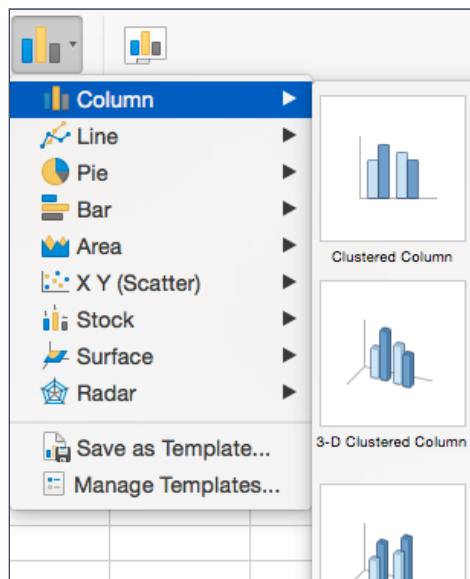 Column
Line
Pie
Bar
Area
X Y (Scatter)
Stock
Surface
Radar
Save as Template...
Manage Templates...
Clustered Column
3-D Clustered Column